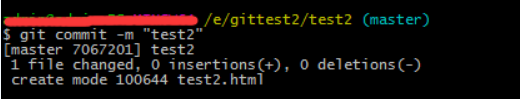 /e/gittest2/test2 (master)
$ git commit -m "test2"
[master 7067201] test2
1 file changed, 0 insertions(+), 0 deletions(-)
create mode 100644 test2.html